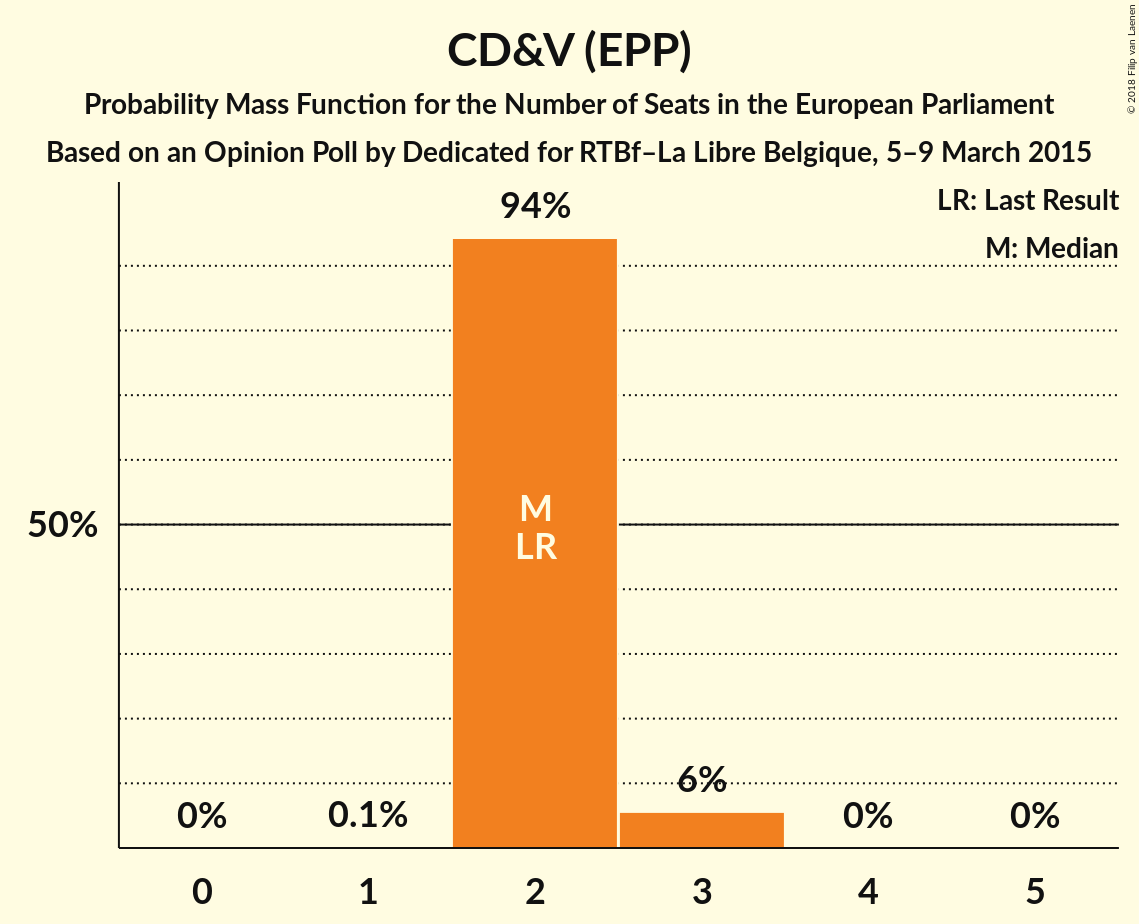 CD&V (EPP)
Probability Mass Function for the Number of Seats in the European Parliament
Based on an Opinion Poll by Dedicated for RTBf–La Libre Belgique, 5–9 March 2015
© 2018 Filip van Laenen
LR: Last Result
M: Median
94%
50%
M
LR
6%
0%
0.1%
0%
0%
0
1
2
3
4
5